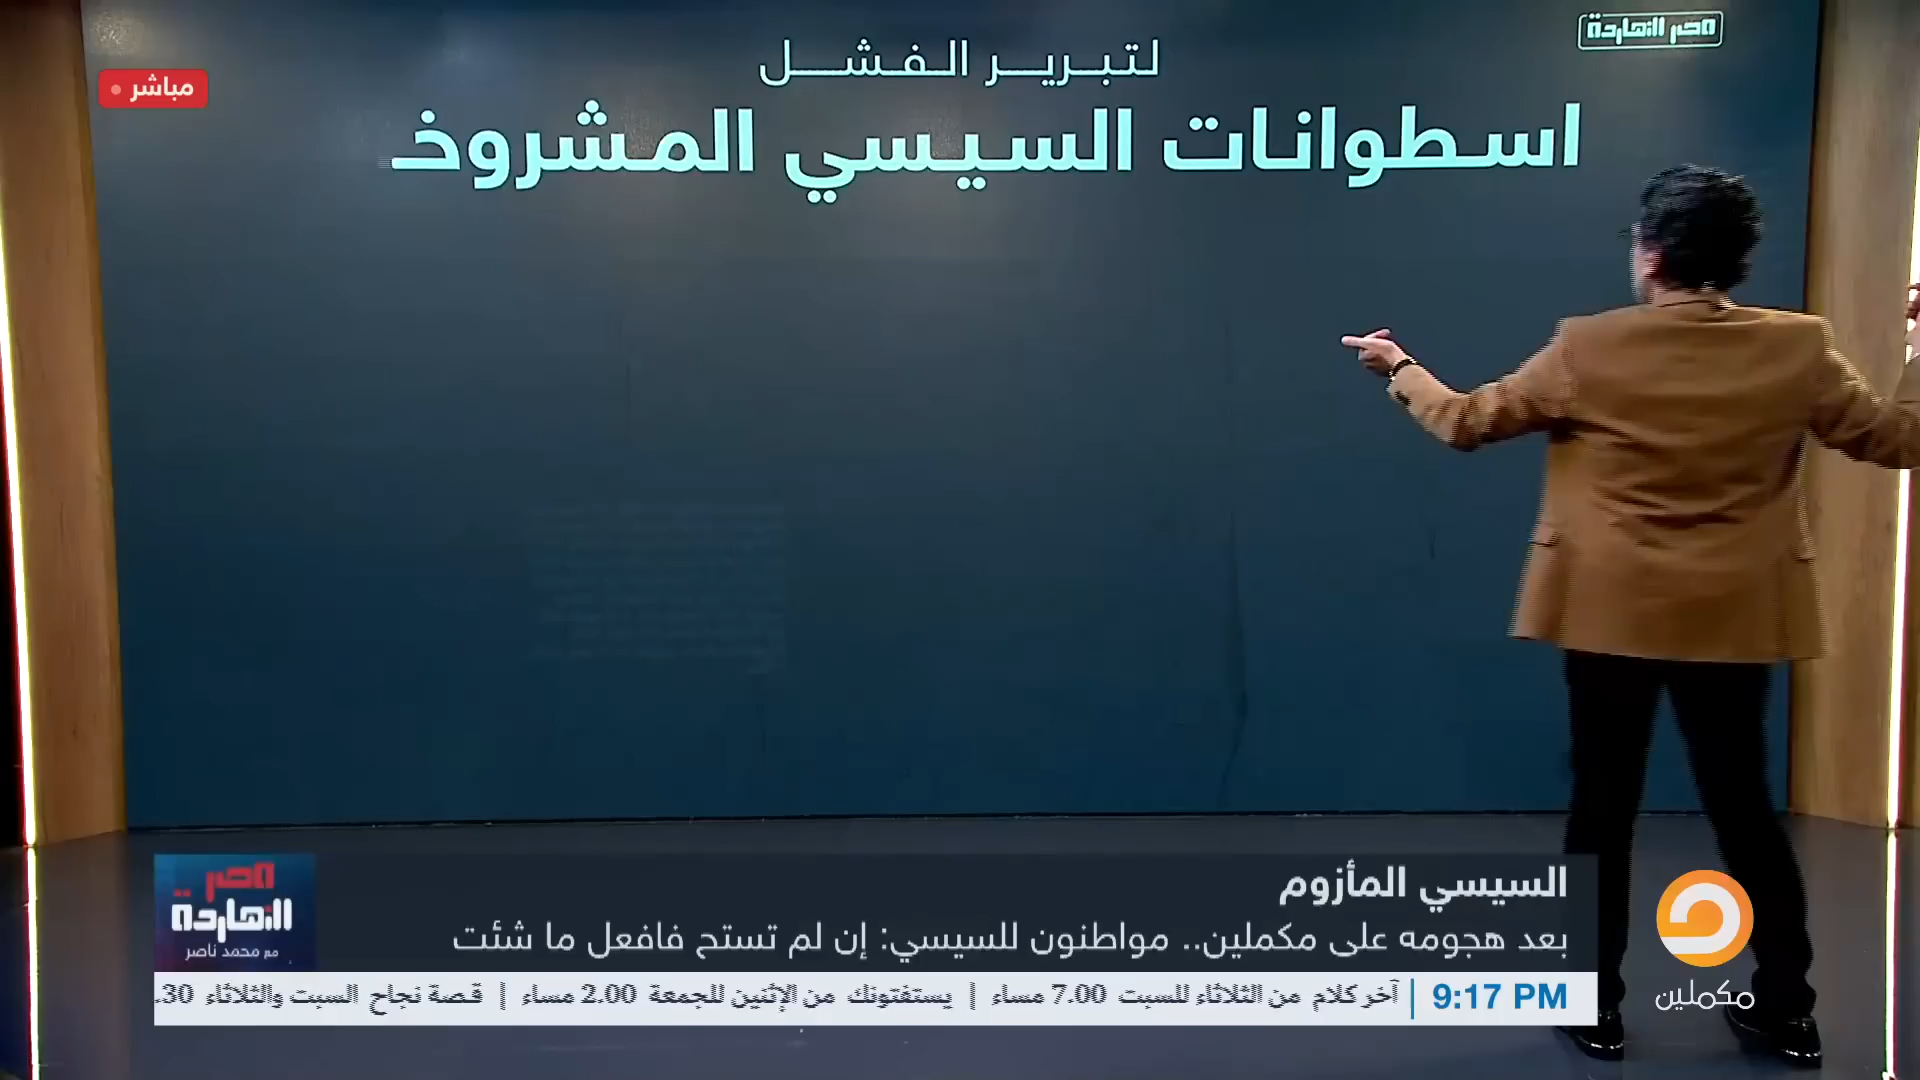 مصر النهاردة
لتبرير الفشل
مباشر
اسطوانات السيسي المشروخـ
السيسي المأزوم
مصر
النهاردة
بعد هجومه على مكملين.. مواطنون للسيسي: إن لم تستح فافعل ما شئت
مع محمد ناصر
9:17 PM | آخر كلام من الثلاثاء للسبت 7.00 مساء | يستفتونك من الإثنين للجمعة 2.00 مساء | قصة نجاح السبت والثلاثاء 30.
مكملين